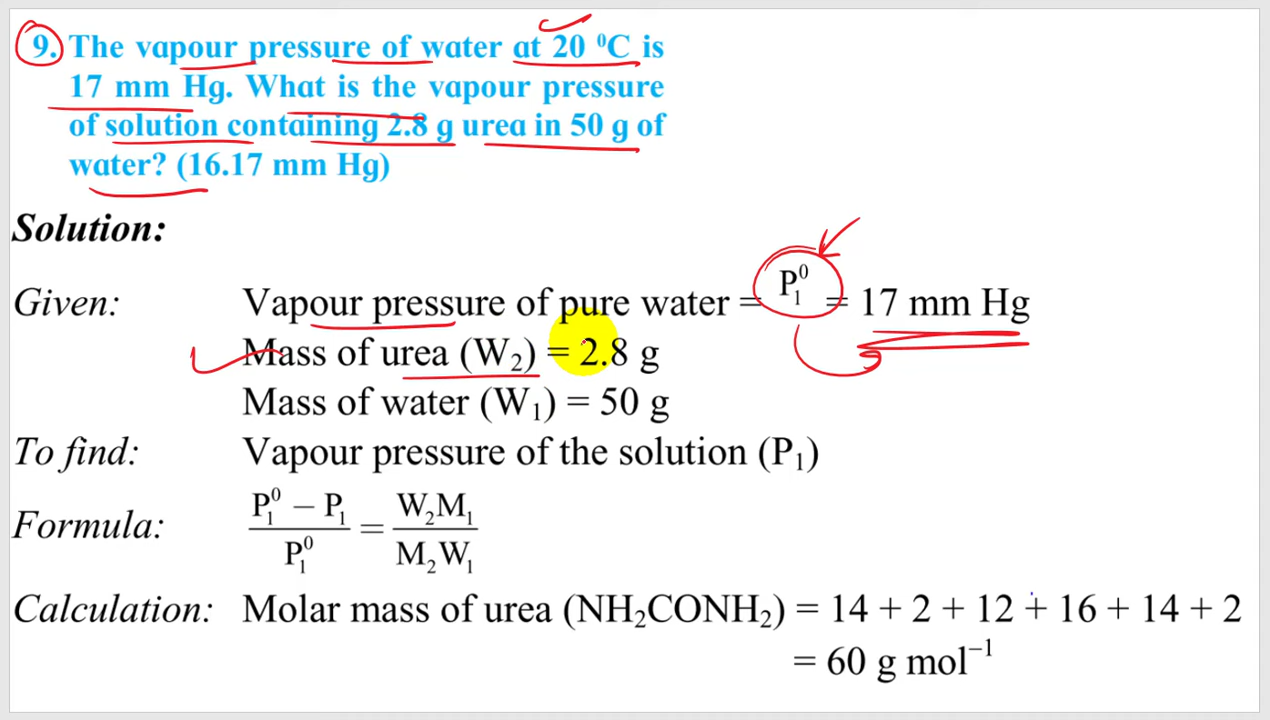 9. The vapour pressure of water at 20 ⁰C is
17 mm Hg. What is the vapour pressure
of solution containing 2.8 g urea in 50 g of
water? (16.17 mm Hg)
Solution:
Given: Vapour pressure of pure water = P₁⁰ = 17 mm Hg
Mass of urea (W₂) = 2.8 g
Mass of water (W₁) = 50 g
To find: Vapour pressure of the solution (P₁)
Formula: (P₁⁰ − P₁)/P₁⁰ = W₂M₁/M₂W₁
Calculation: Molar mass of urea (NH₂CONH₂) = 14 + 2 + 12 + 16 + 14 + 2
= 60 g mol⁻¹